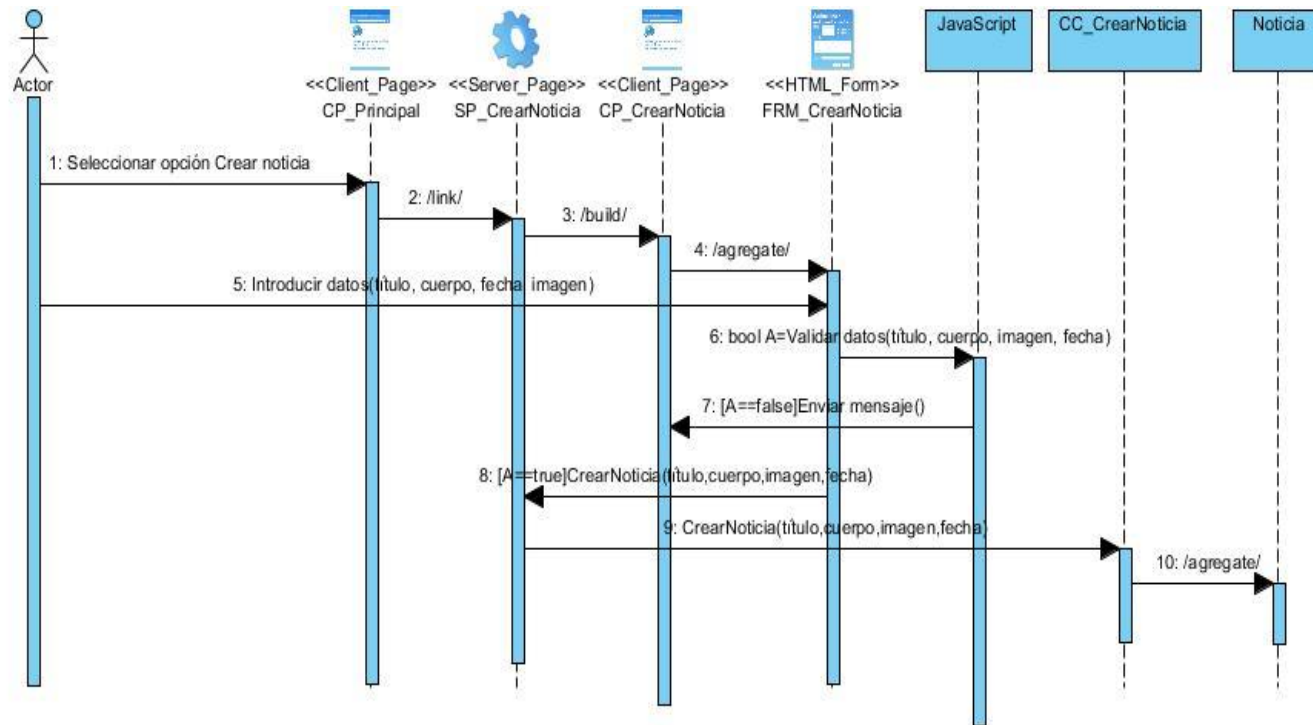 JavaScript
CC_CrearNoticia
Noticia
Actor
<<Client_Page>>
CP_Principal
<<Server_Page>>
SP_CrearNoticia
<<Client_Page>>
CP_CrearNoticia
<<HTML_Form>>
FRM_CrearNoticia
1: Seleccionar opción Crear noticia
2: /link/
3: /build/
4: /agregate/
5: Introducir datos(título, cuerpo, fecha, imagen)
6: bool A=Validar datos(título, cuerpo, imagen, fecha)
7: [A==false]Enviar mensaje()
8: [A==true]CrearNoticia(título,cuerpo,imagen,fecha)
9: CrearNoticia(título,cuerpo,imagen,fecha)
10: /agregate/